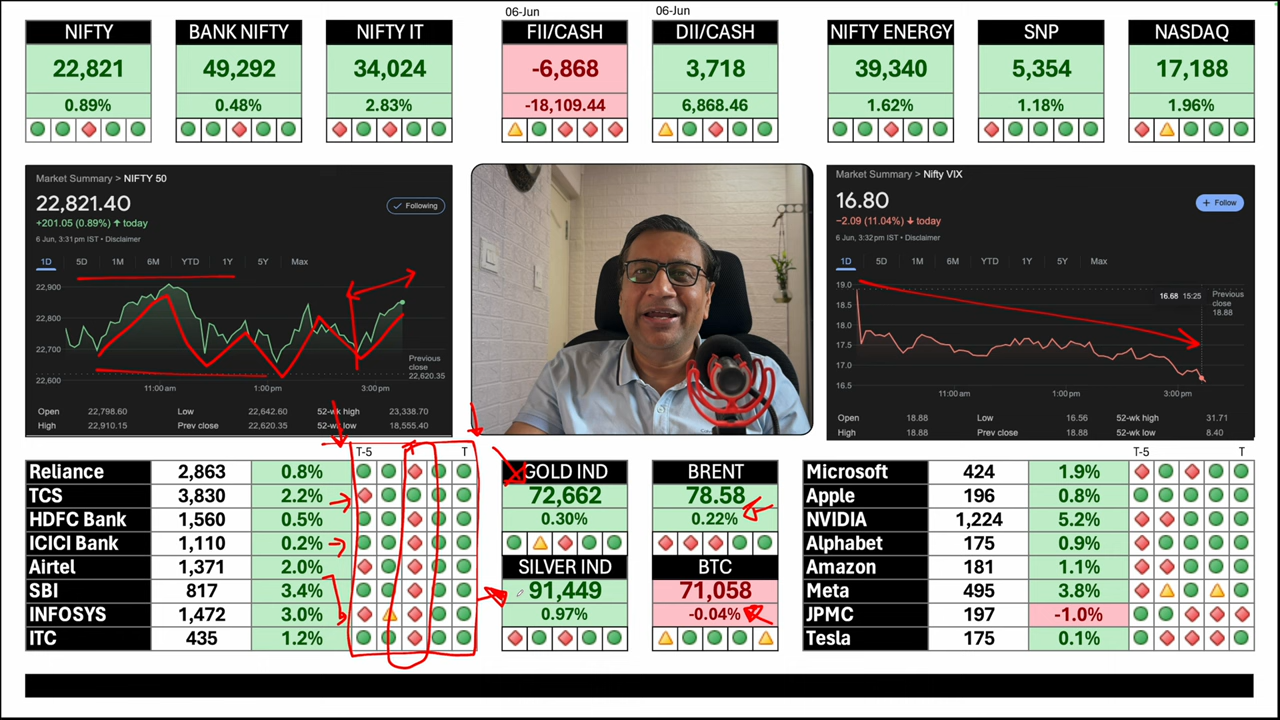 06-Jun
06-Jun
NIFTY
BANK NIFTY
NIFTY IT
FII/CASH
DII/CASH
NIFTY ENERGY
SNP
NASDAQ
22,821
49,292
34,024
-6,868
3,718
39,340
5,354
17,188
0.89%
0.48%
2.83%
-18,109.44
6,868.46
1.62%
1.18%
1.96%
Market Summary > NIFTY 50
22,821.40
Following
+201.05 (0.89%) ↑ today
6 Jun, 3:31 pm IST • Disclaimer
1D 5D 1M 6M YTD 1Y 5Y Max
22,900
22,800
22,700
22,600
Previous
close
22,620.35
11:00 am 1:00 pm 3:00 pm
Open 22,798.60 Low 22,642.60 52-wk high 23,338.70
High 22,910.15 Prev close 22,620.35 52-wk low 18,555.40
Market Summary > Nifty VIX
16.80
+ Follow
−2.09 (11.04%) ↓ today
6 Jun, 3:32 pm IST • Disclaimer
1D 5D 1M 6M YTD 1Y 5Y Max
19.0
18.5
18.0
17.5
17.0
16.5
16.68 15:25
Previous
close
18.88
11:00 am 1:00 pm 3:00 pm
Open 18.88 Low 16.56 52-wk high 31.71
High 18.88 Prev close 18.88 52-wk low 8.40
T-5 T
Reliance 2,863 0.8%
TCS 3,830 2.2%
HDFC Bank 1,560 0.5%
ICICI Bank 1,110 0.2%
Airtel 1,371 2.0%
SBI 817 3.4%
INFOSYS 1,472 3.0%
ITC 435 1.2%
GOLD IND
72,662
0.30%
SILVER IND
91,449
0.97%
BRENT
78.58
0.22%
BTC
71,058
-0.04%
T-5 T
Microsoft 424 1.9%
Apple 196 0.8%
NVIDIA 1,224 5.2%
Alphabet 175 0.9%
Amazon 181 1.1%
Meta 495 3.8%
JPMC 197 -1.0%
Tesla 175 0.1%